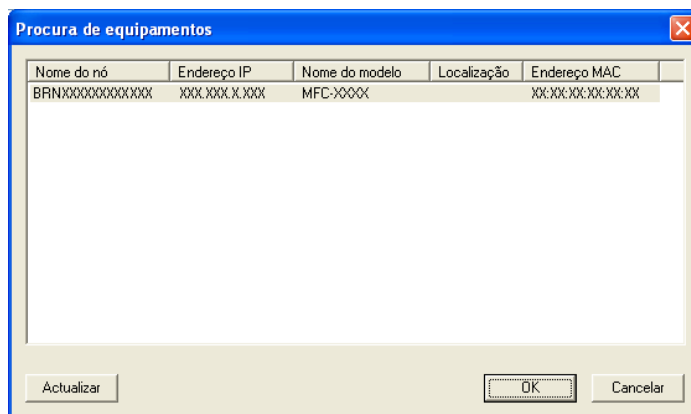 Procura de equipamentos
Nome do nó Endereço IP Nome do modelo Localização Endereço MAC
BRNXXXXXXXXXXXX XXX.XXX.X.XXX MFC-XXXX XX:XX:XX:XX:XX:XX
Actualizar OK Cancelar